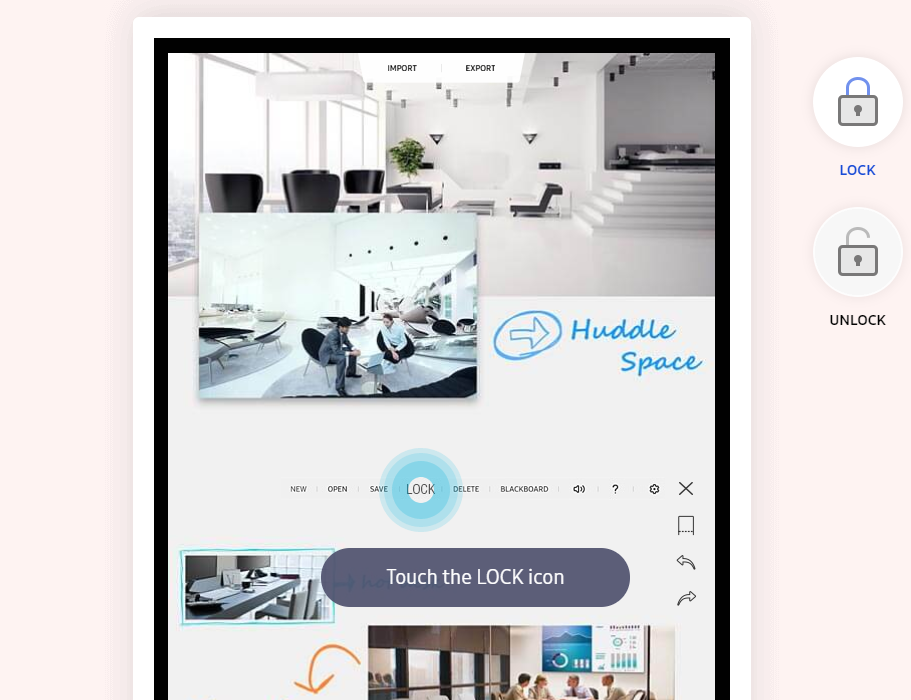 IMPORT EXPORT
LOCK
UNLOCK
Huddle
Space
NEW OPEN SAVE LOCK DELETE BLACKBOARD ?
Touch the LOCK icon